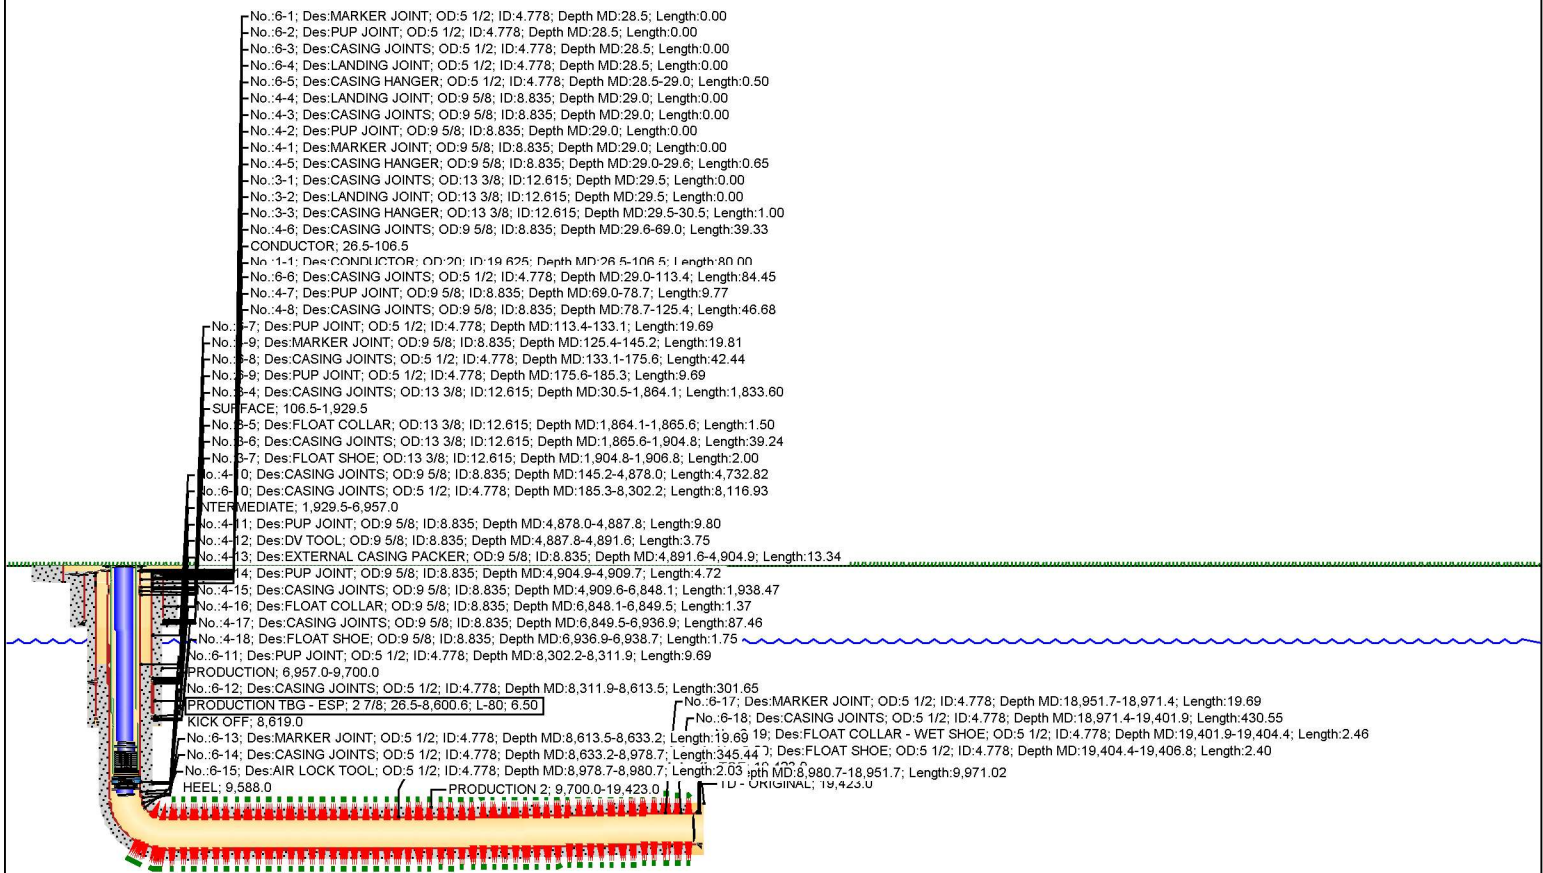 No.:6-1; Des:MARKER JOINT; OD:5 1/2; ID:4.778; Depth MD:28.5; Length:0.00
No.:6-2; Des:PUP JOINT; OD:5 1/2; ID:4.778; Depth MD:28.5; Length:0.00
No.:6-3; Des:CASING JOINTS; OD:5 1/2; ID:4.778; Depth MD:28.5; Length:0.00
No.:6-4; Des:LANDING JOINT; OD:5 1/2; ID:4.778; Depth MD:28.5; Length:0.00
No.:6-5; Des:CASING HANGER; OD:5 1/2; ID:4.778; Depth MD:28.5-29.0; Length:0.50
No.:4-4; Des:LANDING JOINT; OD:9 5/8; ID:8.835; Depth MD:29.0; Length:0.00
No.:4-3; Des:CASING JOINTS; OD:9 5/8; ID:8.835; Depth MD:29.0; Length:0.00
No.:4-2; Des:PUP JOINT; OD:9 5/8; ID:8.835; Depth MD:29.0; Length:0.00
No.:4-1; Des:MARKER JOINT; OD:9 5/8; ID:8.835; Depth MD:29.0; Length:0.00
No.:4-5; Des:CASING HANGER; OD:9 5/8; ID:8.835; Depth MD:29.0-29.6; Length:0.65
No.:3-1; Des:CASING JOINTS; OD:13 3/8; ID:12.615; Depth MD:29.5; Length:0.00
No.:3-2; Des:LANDING JOINT; OD:13 3/8; ID:12.615; Depth MD:29.5; Length:0.00
No.:3-3; Des:CASING HANGER; OD:13 3/8; ID:12.615; Depth MD:29.5-30.5; Length:1.00
No.:4-6; Des:CASING JOINTS; OD:9 5/8; ID:8.835; Depth MD:29.6-69.0; Length:39.33
CONDUCTOR; 26.5-106.5
No.:1-1; Des:CONDUCTOR; OD:20; ID:19.625; Depth MD:26.5-106.5; Length:80.00
No.:6-6; Des:CASING JOINTS; OD:5 1/2; ID:4.778; Depth MD:29.0-113.4; Length:84.45
No.:4-7; Des:PUP JOINT; OD:9 5/8; ID:8.835; Depth MD:69.0-78.7; Length:9.77
No.:4-8; Des:CASING JOINTS; OD:9 5/8; ID:8.835; Depth MD:78.7-125.4; Length:46.68
No.:6-7; Des:PUP JOINT; OD:5 1/2; ID:4.778; Depth MD:113.4-133.1; Length:19.69
No.:4-9; Des:MARKER JOINT; OD:9 5/8; ID:8.835; Depth MD:125.4-145.2; Length:19.81
No.:6-8; Des:CASING JOINTS; OD:5 1/2; ID:4.778; Depth MD:133.1-175.6; Length:42.44
No.:6-9; Des:PUP JOINT; OD:5 1/2; ID:4.778; Depth MD:175.6-185.3; Length:9.69
No.:3-4; Des:CASING JOINTS; OD:13 3/8; ID:12.615; Depth MD:30.5-1,864.1; Length:1,833.60
SURFACE; 106.5-1,929.5
No.:3-5; Des:FLOAT COLLAR; OD:13 3/8; ID:12.615; Depth MD:1,864.1-1,865.6; Length:1.50
No.:3-6; Des:CASING JOINTS; OD:13 3/8; ID:12.615; Depth MD:1,865.6-1,904.8; Length:39.24
No.:3-7; Des:FLOAT SHOE; OD:13 3/8; ID:12.615; Depth MD:1,904.8-1,906.8; Length:2.00
No.:4-10; Des:CASING JOINTS; OD:9 5/8; ID:8.835; Depth MD:145.2-4,878.0; Length:4,732.82
No.:6-10; Des:CASING JOINTS; OD:5 1/2; ID:4.778; Depth MD:185.3-8,302.2; Length:8,116.93
INTERMEDIATE; 1,929.5-6,957.0
No.:4-11; Des:PUP JOINT; OD:9 5/8; ID:8.835; Depth MD:4,878.0-4,887.8; Length:9.80
No.:4-12; Des:DV TOOL; OD:9 5/8; ID:8.835; Depth MD:4,887.8-4,891.6; Length:3.75
No.:4-13; Des:EXTERNAL CASING PACKER; OD:9 5/8; ID:8.835; Depth MD:4,891.6-4,904.9; Length:13.34
14; Des:PUP JOINT; OD:9 5/8; ID:8.835; Depth MD:4,904.9-4,909.7; Length:4.72
No.:4-15; Des:CASING JOINTS; OD:9 5/8; ID:8.835; Depth MD:4,909.6-6,848.1; Length:1,938.47
No.:4-16; Des:FLOAT COLLAR; OD:9 5/8; ID:8.835; Depth MD:6,848.1-6,849.5; Length:1.37
No.:4-17; Des:CASING JOINTS; OD:9 5/8; ID:8.835; Depth MD:6,849.5-6,936.9; Length:87.46
No.:4-18; Des:FLOAT SHOE; OD:9 5/8; ID:8.835; Depth MD:6,936.9-6,938.7; Length:1.75
No.:6-11; Des:PUP JOINT; OD:5 1/2; ID:4.778; Depth MD:8,302.2-8,311.9; Length:9.69
PRODUCTION; 6,957.0-9,700.0
No.:6-12; Des:CASING JOINTS; OD:5 1/2; ID:4.778; Depth MD:8,311.9-8,613.5; Length:301.65
PRODUCTION TBG - ESP; 2 7/8; 26.5-8,600.6; L-80; 6.50
KICK OFF; 8,619.0
No.:6-13; Des:MARKER JOINT; OD:5 1/2; ID:4.778; Depth MD:8,613.5-8,633.2; Length:19.69
No.:6-14; Des:CASING JOINTS; OD:5 1/2; ID:4.778; Depth MD:8,633.2-8,978.7; Length:345.44
No.:6-15; Des:AIR LOCK TOOL; OD:5 1/2; ID:4.778; Depth MD:8,978.7-8,980.7; Length:2.03
HEEL; 9,588.0
PRODUCTION 2; 9,700.0-19,423.0
No.:6-17; Des:MARKER JOINT; OD:5 1/2; ID:4.778; Depth MD:18,951.7-18,971.4; Length:19.69
No.:6-18; Des:CASING JOINTS; OD:5 1/2; ID:4.778; Depth MD:18,971.4-19,401.9; Length:430.55
19; Des:FLOAT COLLAR - WET SHOE; OD:5 1/2; ID:4.778; Depth MD:19,401.9-19,404.4; Length:2.46
Des:FLOAT SHOE; OD:5 1/2; ID:4.778; Depth MD:19,404.4-19,406.8; Length:2.40
MD:8,980.7-18,951.7; Length:9,971.02
TD - ORIGINAL; 19,423.0